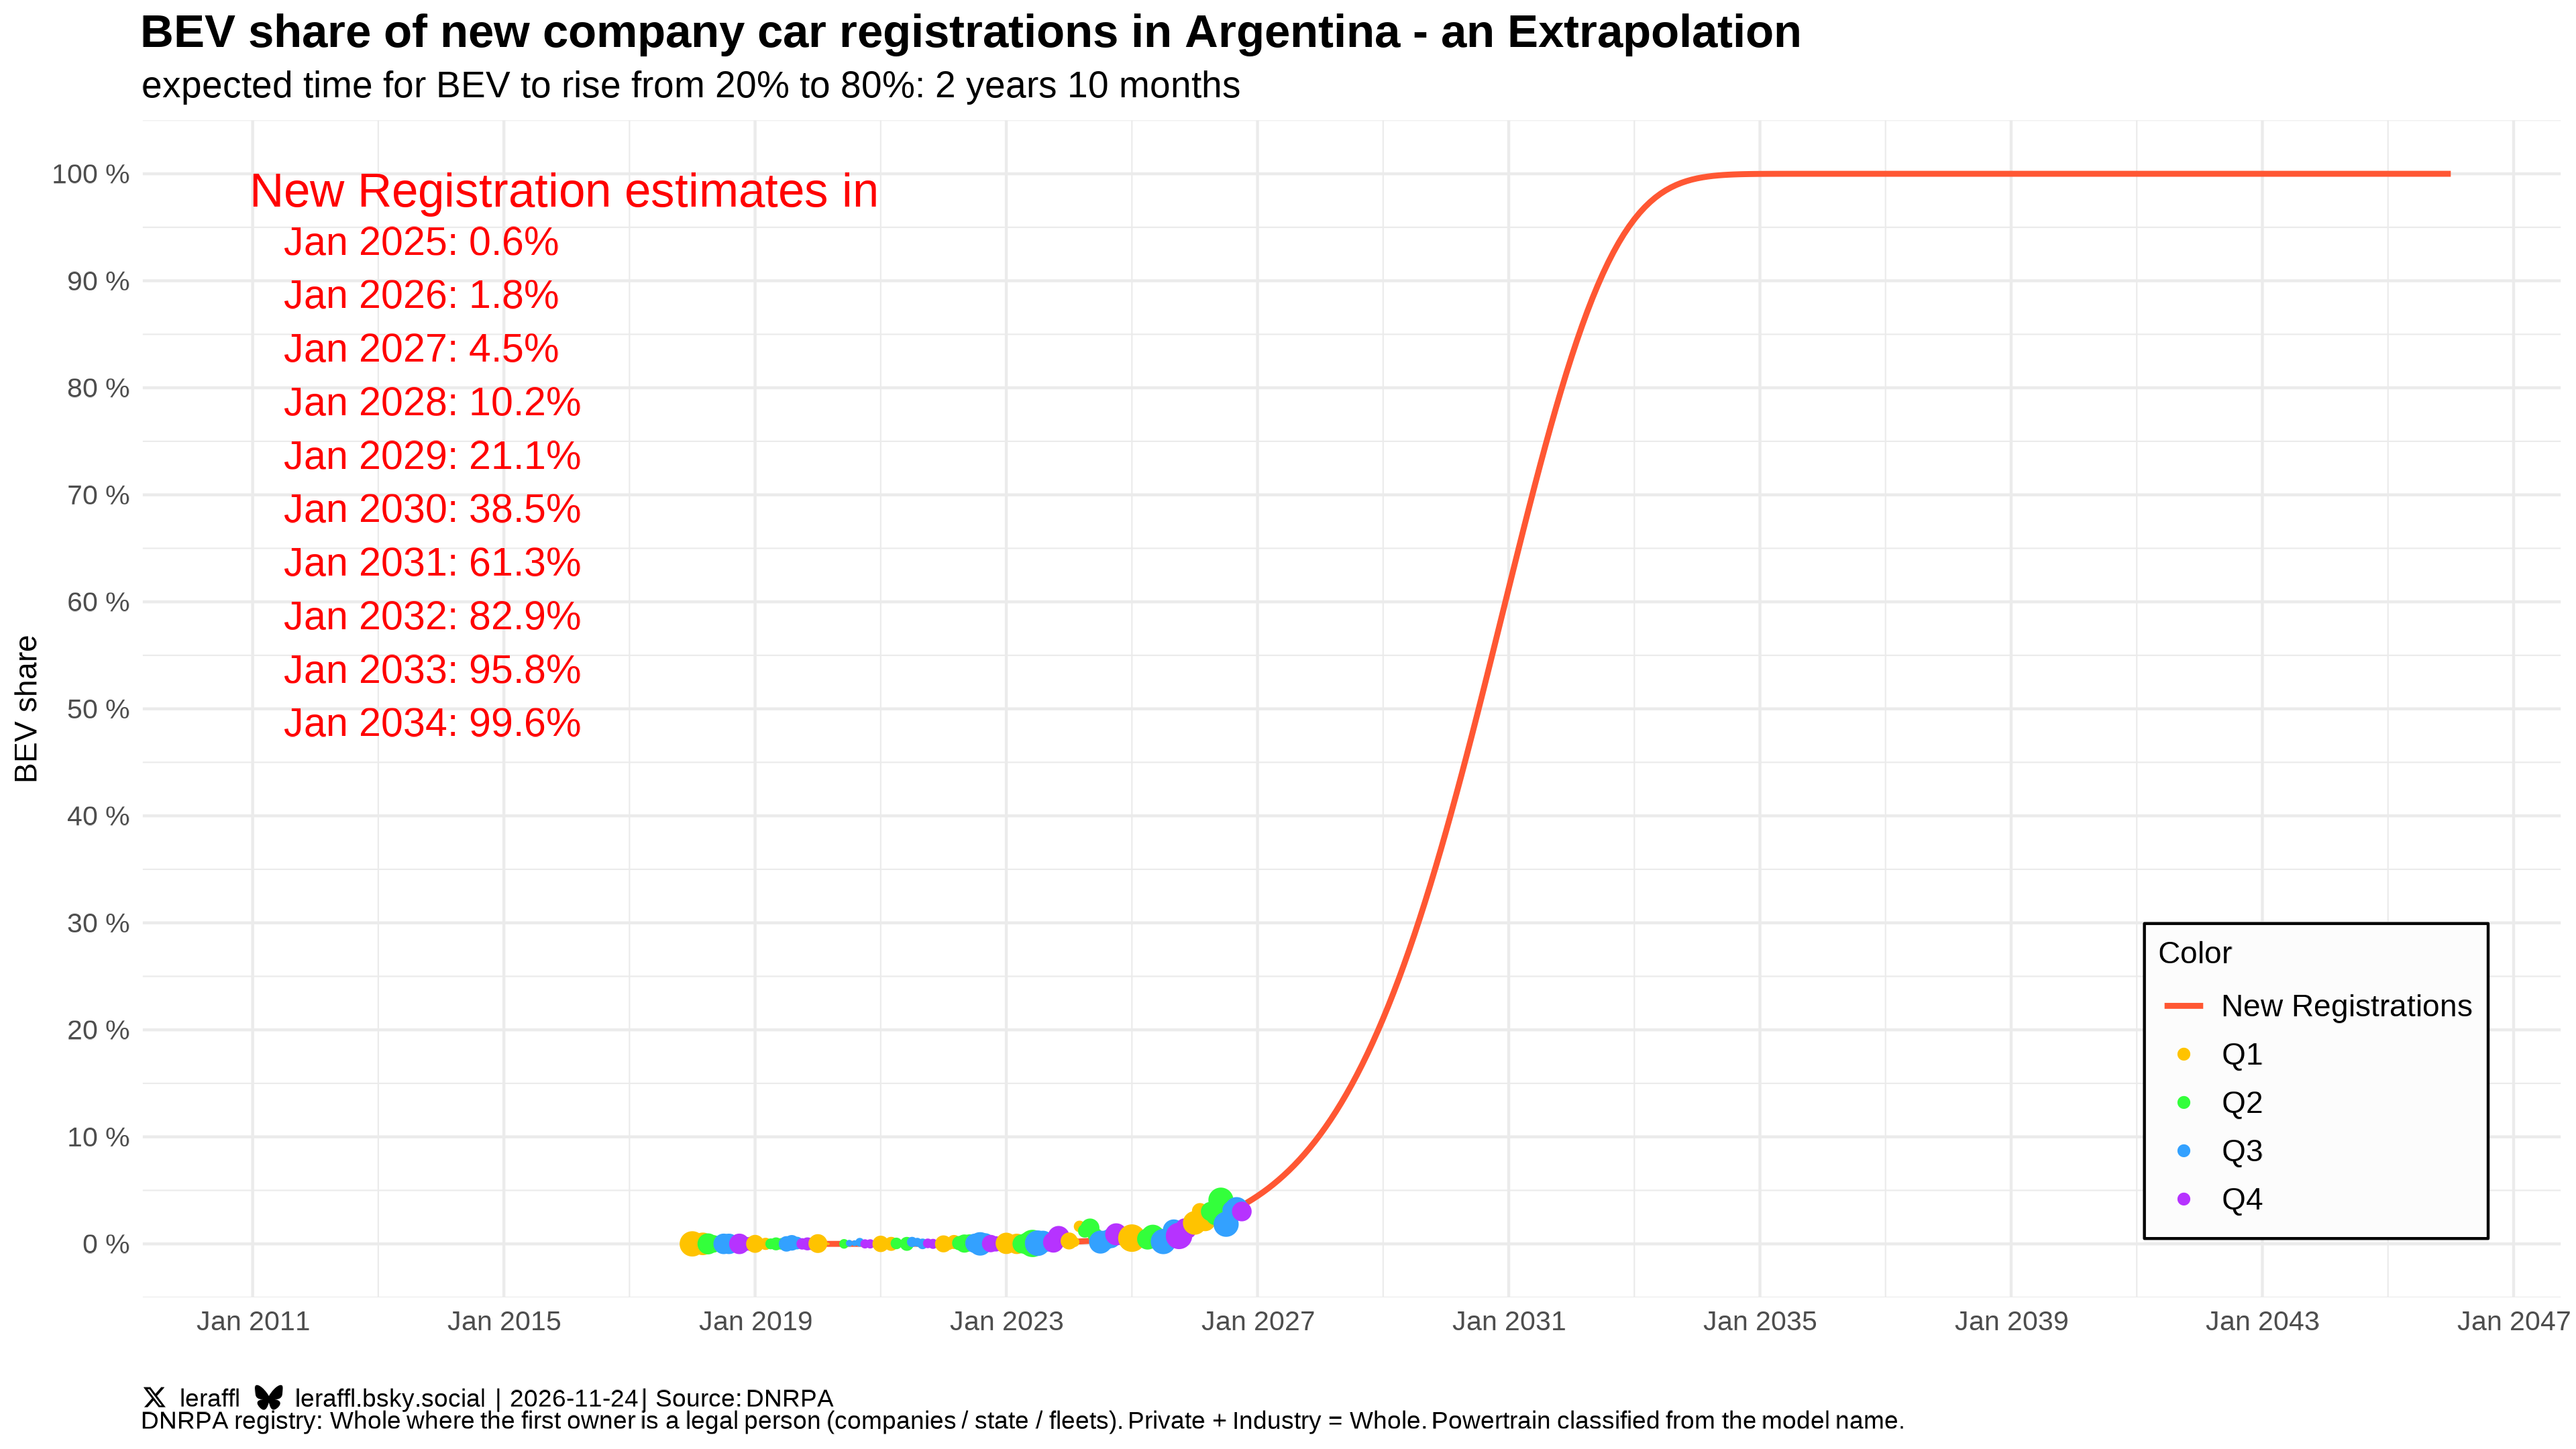 BEV share of new company car registrations in Argentina - an Extrapolation
expected time for BEV to rise from 20% to 80%: 2 years 10 months
New Registration estimates in
Jan 2025: 0.6%
Jan 2026: 1.8%
Jan 2027: 4.5%
Jan 2028: 10.2%
Jan 2029: 21.1%
Jan 2030: 38.5%
Jan 2031: 61.3%
Jan 2032: 82.9%
Jan 2033: 95.8%
Jan 2034: 99.6%
BEV share
100 %
90 %
80 %
70 %
60 %
50 %
40 %
30 %
20 %
10 %
0 %
Color
New Registrations
Q1
Q2
Q3
Q4
Jan 2011 Jan 2015 Jan 2019 Jan 2023 Jan 2027 Jan 2031 Jan 2035 Jan 2039 Jan 2043 Jan 2047
leraffl leraffl.bsky.social | 2026-11-24| Source: DNRPA
DNRPA registry: Whole where the first owner is a legal person (companies / state / fleets). Private + Industry = Whole. Powertrain classified from the model name.